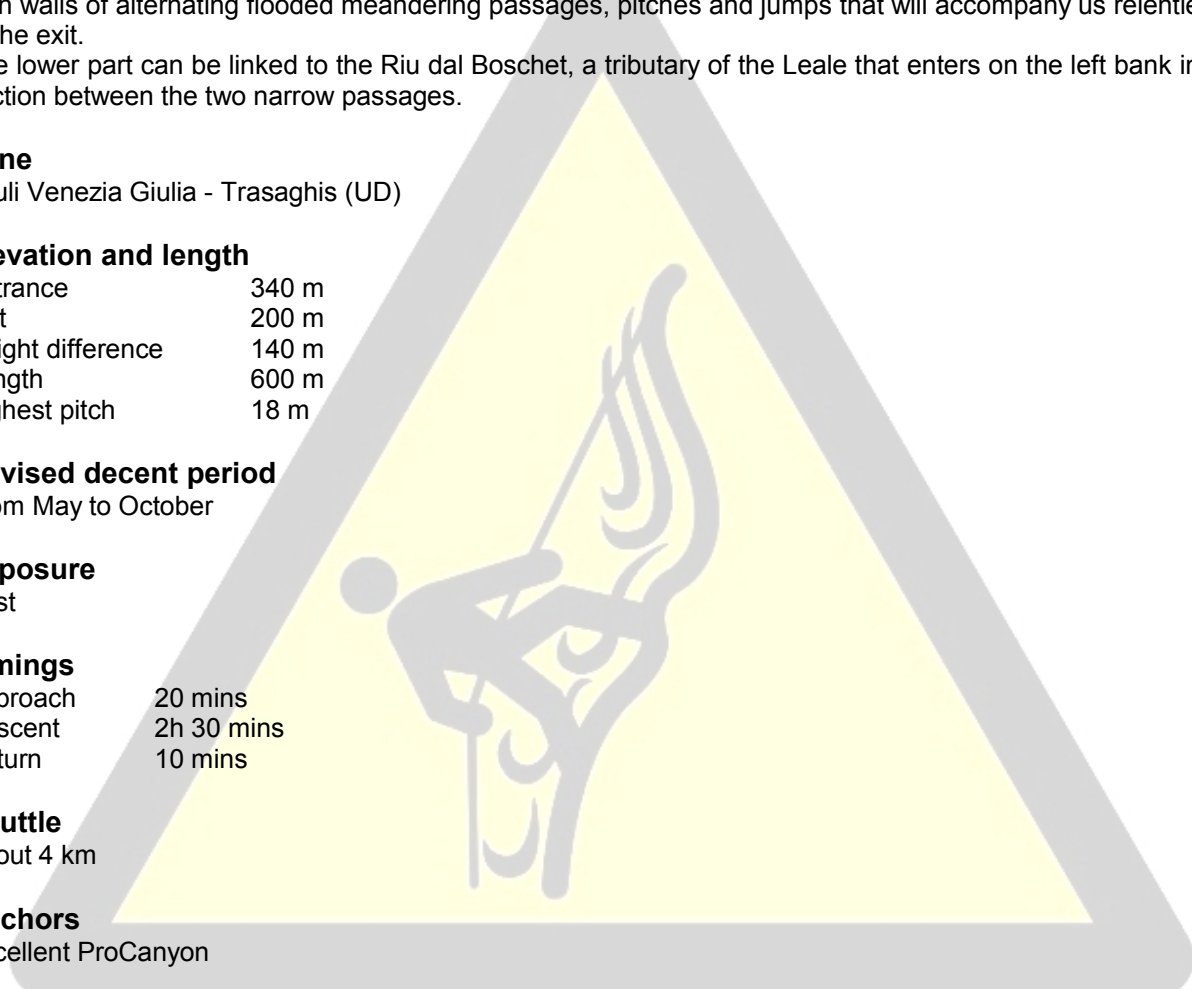 walls of alternating flooded meandering passages, pitches and jumps that will accompany us
he exit.
lower part can be linked to the Riu dal Boschet, a tributary of the Leale that enters on the left bank
ction between the two narrow passages.
ne
uli Venezia Giulia - Trasaghis (UD)
evation and length
trance 340 m
t 200 m
ight difference 140 m
ngth 600 m
ghest pitch 18 m
vised decent period
om May to October
posure
st
mings
proach 20 mins
scent 2h 30 mins
turn 10 mins
uttle
out 4 km
chors
cellent ProCanyon